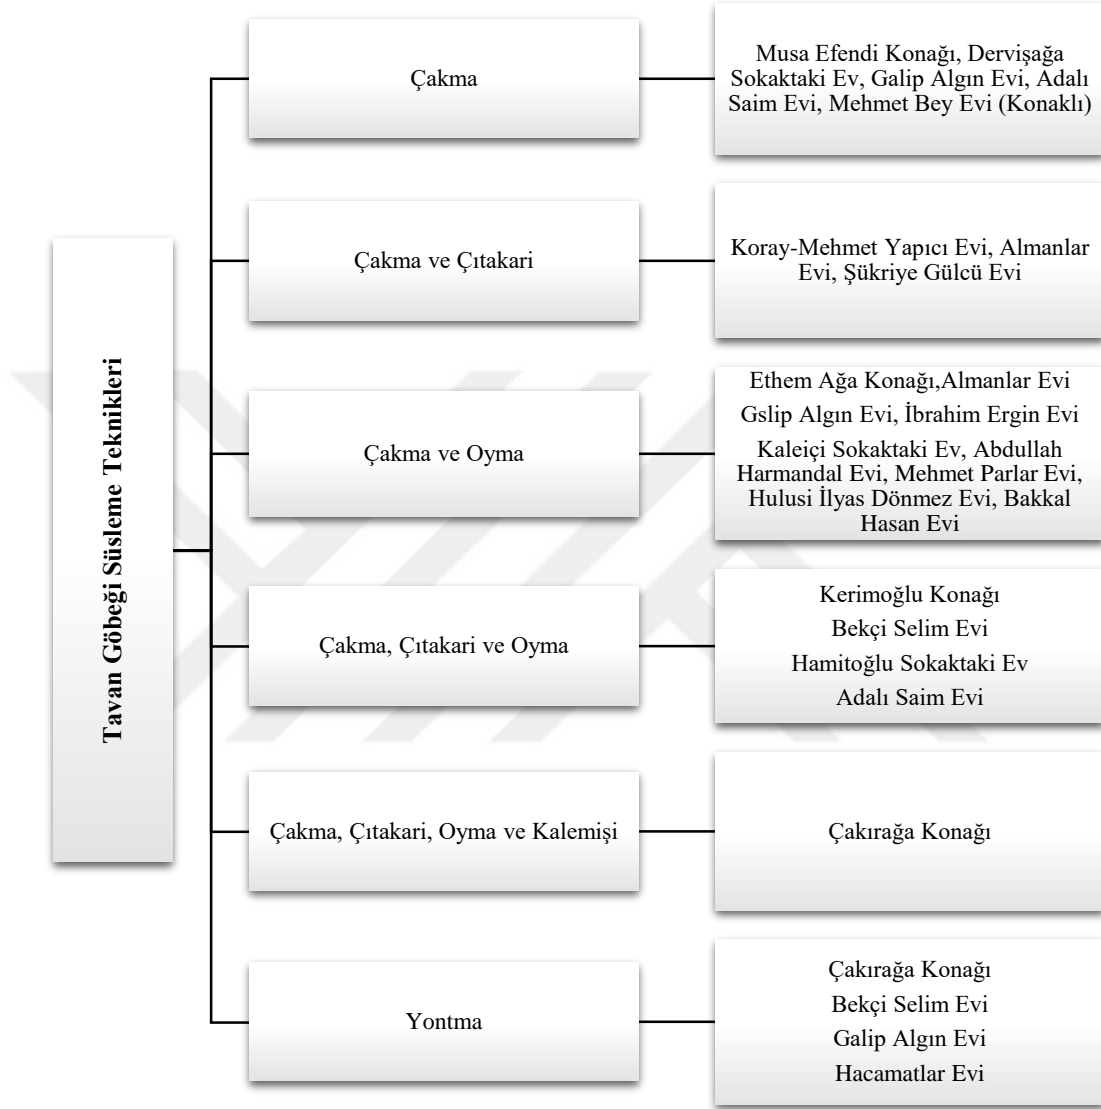 Tavan Göbeği Süsleme Teknikleri
Çakma
Musa Efendi Konağı, Dervişağa
Sokaktaki Ev, Galip Algın Evi, Adalı
Saim Evi, Mehmet Bey Evi (Konaklı)
Çakma ve Çıtakari
Koray-Mehmet Yapıcı Evi, Almanlar
Evi, Şükriye Gülcü Evi
Çakma ve Oyma
Ethem Ağa Konağı,Almanlar Evi
Gslip Algın Evi, İbrahim Ergin Evi
Kaleiçi Sokaktaki Ev, Abdullah
Harmandal Evi, Mehmet Parlar Evi,
Hulusi İlyas Dönmez Evi, Bakkal
Hasan Evi
Çakma, Çıtakari ve Oyma
Kerimoğlu Konağı
Bekçi Selim Evi
Hamitoğlu Sokaktaki Ev
Adalı Saim Evi
Çakma, Çıtakari, Oyma ve Kalemişi
Çakırağa Konağı
Yontma
Çakırağa Konağı
Bekçi Selim Evi
Galip Algın Evi
Hacamatlar Evi